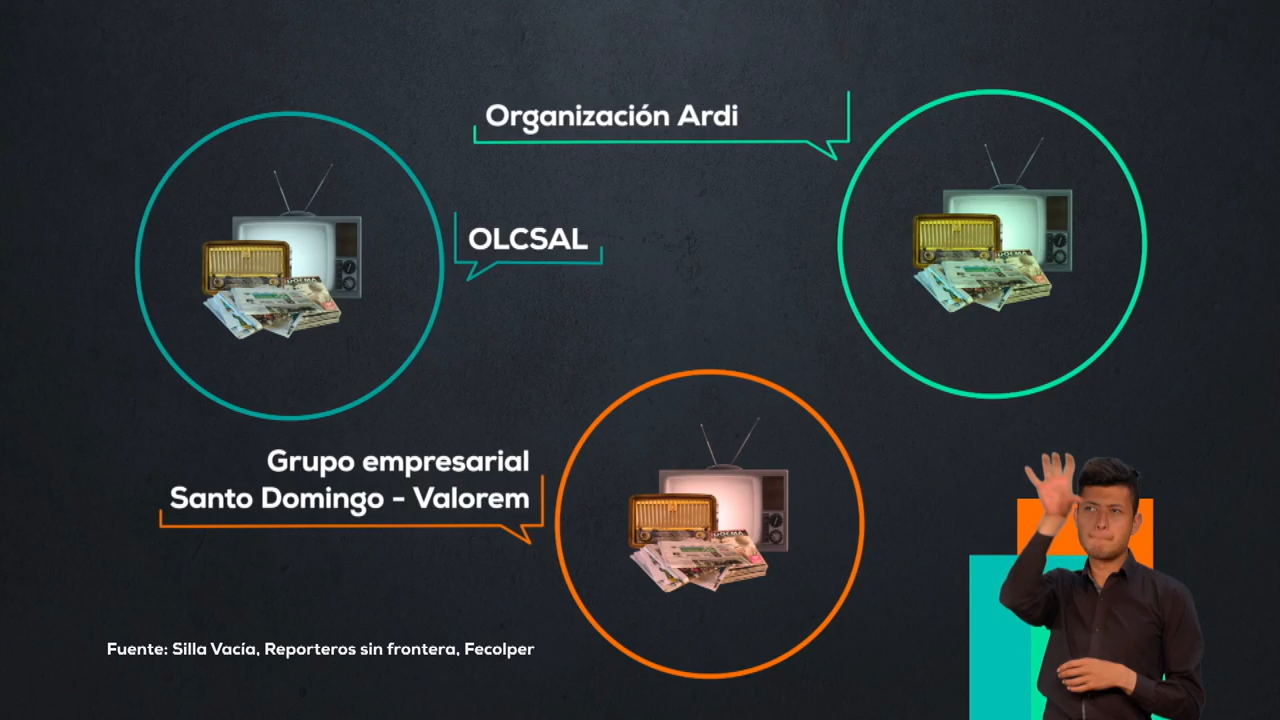 Organización Ardi
OLCSAL
Grupo empresarial
Santo Domingo - Valorem
Fuente: Silla Vacía, Reporteros sin frontera, Fecolper